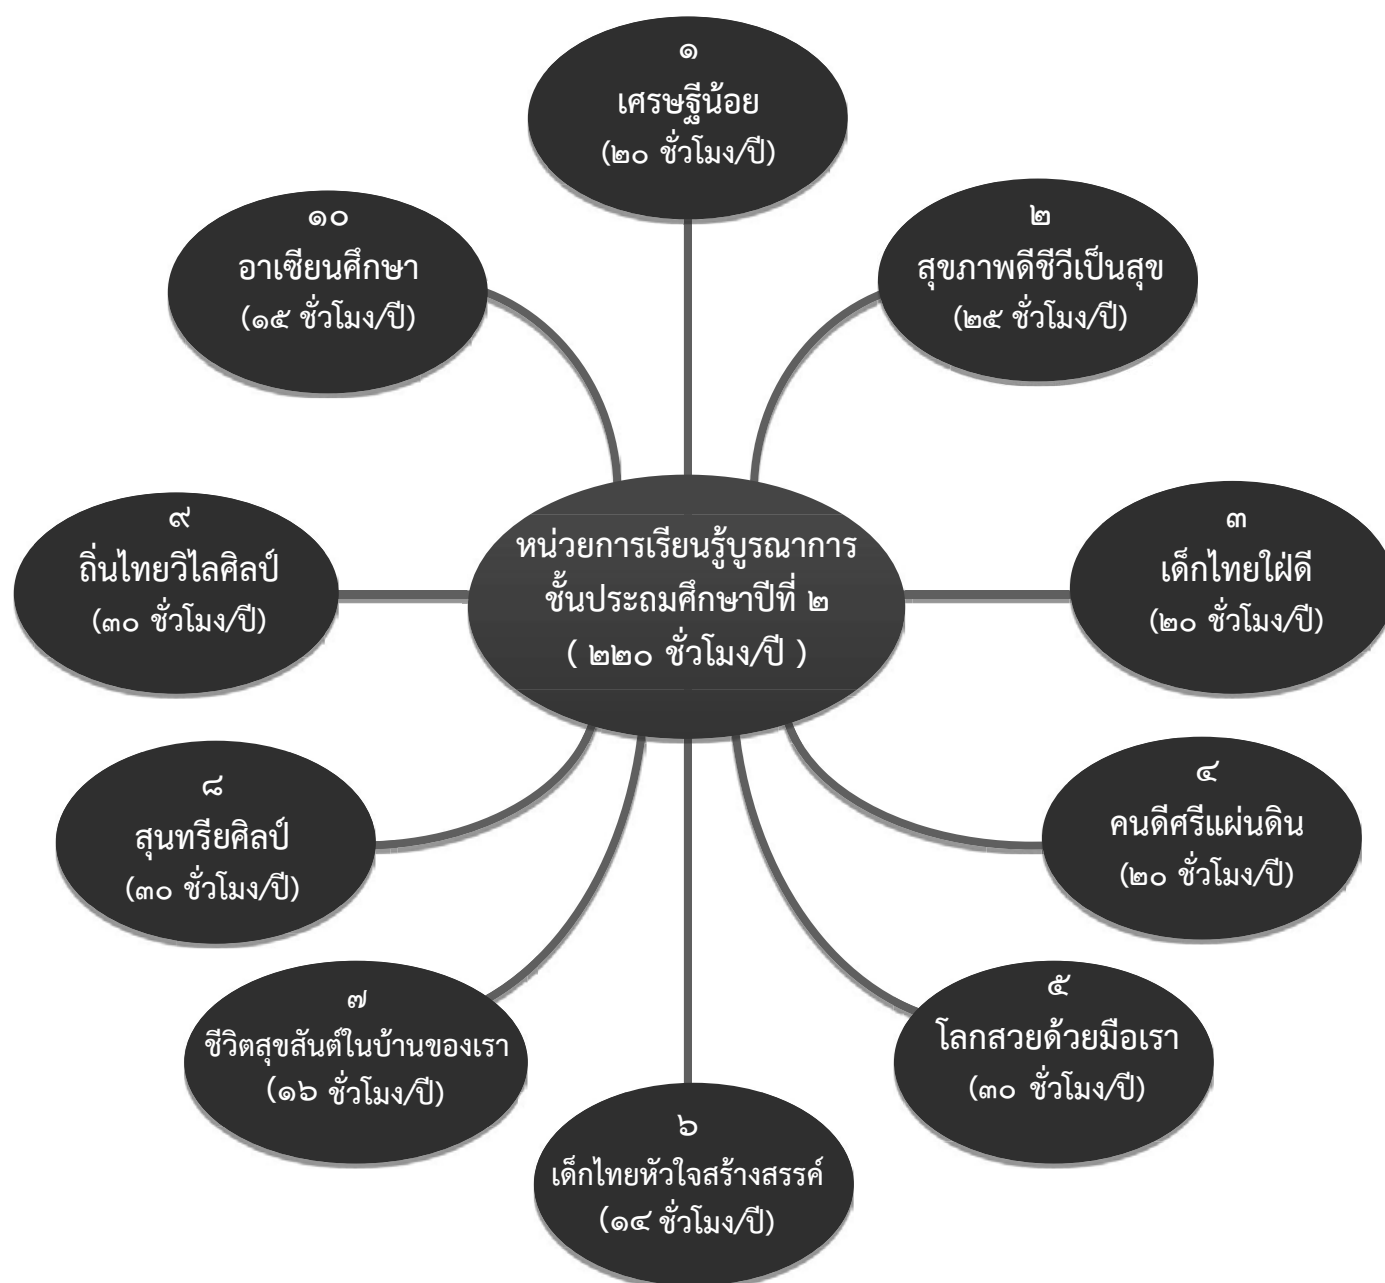 ๑
เศรษฐีน้อย
(๒๐ ชั่วโมง/ปี)
๒
สุขภาพดีชีวีเป็นสุข
(๒๕ ชั่วโมง/ปี)
๓
เด็กไทยใฝ่ดี
(๒๐ ชั่วโมง/ปี)
๔
คนดีศรีแผ่นดิน
(๒๐ ชั่วโมง/ปี)
๕
โลกสวยด้วยมือเรา
(๓๐ ชั่วโมง/ปี)
๖
เด็กไทยหัวใจสร้างสรรค์
(๑๔ ชั่วโมง/ปี)
๗
ชีวิตสุขสันต์ในบ้านของเรา
(๑๖ ชั่วโมง/ปี)
๘
สุนทรียศิลป์
(๓๐ ชั่วโมง/ปี)
๙
ถิ่นไทยวิไลศิลป์
(๓๐ ชั่วโมง/ปี)
๑๐
อาเซียนศึกษา
(๑๕ ชั่วโมง/ปี)
หน่วยการเรียนรู้บูรณาการ
ชั้นประถมศึกษาปีที่ ๒
( ๒๒๐ ชั่วโมง/ปี )